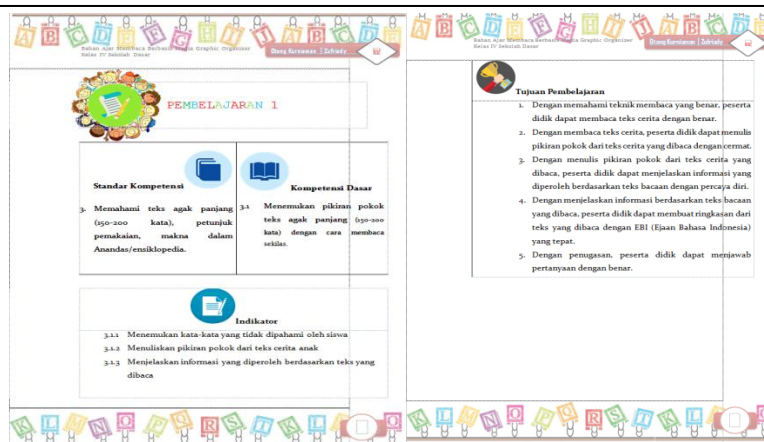 Bahan Ajar Membaca Berbasis Media Graphic Organizer
Kelas IV Sekolah Dasar
Otang Kurniaman | Zufriady
PEMBELAJARAN 1
Standar Kompetensi
3. Memahami teks agak panjang
(150-200 kata), petunjuk
pemakaian, makna dalam
Anandas/ensiklopedia.
Kompetensi Dasar
3.1 Menemukan pikiran pokok
teks agak panjang (150-200
kata) dengan cara membaca
sekilas.
Indikator
3.1.1 Menemukan kata-kata yang tidak dipahami oleh siswa
3.1.2 Menuliskan pikiran pokok dari teks cerita anak
3.1.3 Menjelaskan informasi yang diperoleh berdasarkan teks yang
dibaca
Bahan Ajar Membaca Berbasis Media Graphic Organizer
Kelas IV Sekolah Dasar
Otang Kurniaman | Zufriady
Tujuan Pembelajaran
1. Dengan memahami teknik membaca yang benar, peserta
didik dapat membaca teks cerita dengan benar.
2. Dengan membaca teks cerita, peserta didik dapat menulis
pikiran pokok dari teks cerita yang dibaca dengan cermat.
3. Dengan menulis pikiran pokok dari teks cerita yang
dibaca, peserta didik dapat menjelaskan informasi yang
diperoleh berdasarkan teks bacaan dengan percaya diri.
4. Dengan menjelaskan informasi berdasarkan teks bacaan
yang dibaca, peserta didik dapat membuat ringkasan dari
teks yang dibaca dengan EBI (Ejaan Bahasa Indonesia)
yang tepat.
5. Dengan penugasan, peserta didik dapat menjawab
pertanyaan dengan benar.